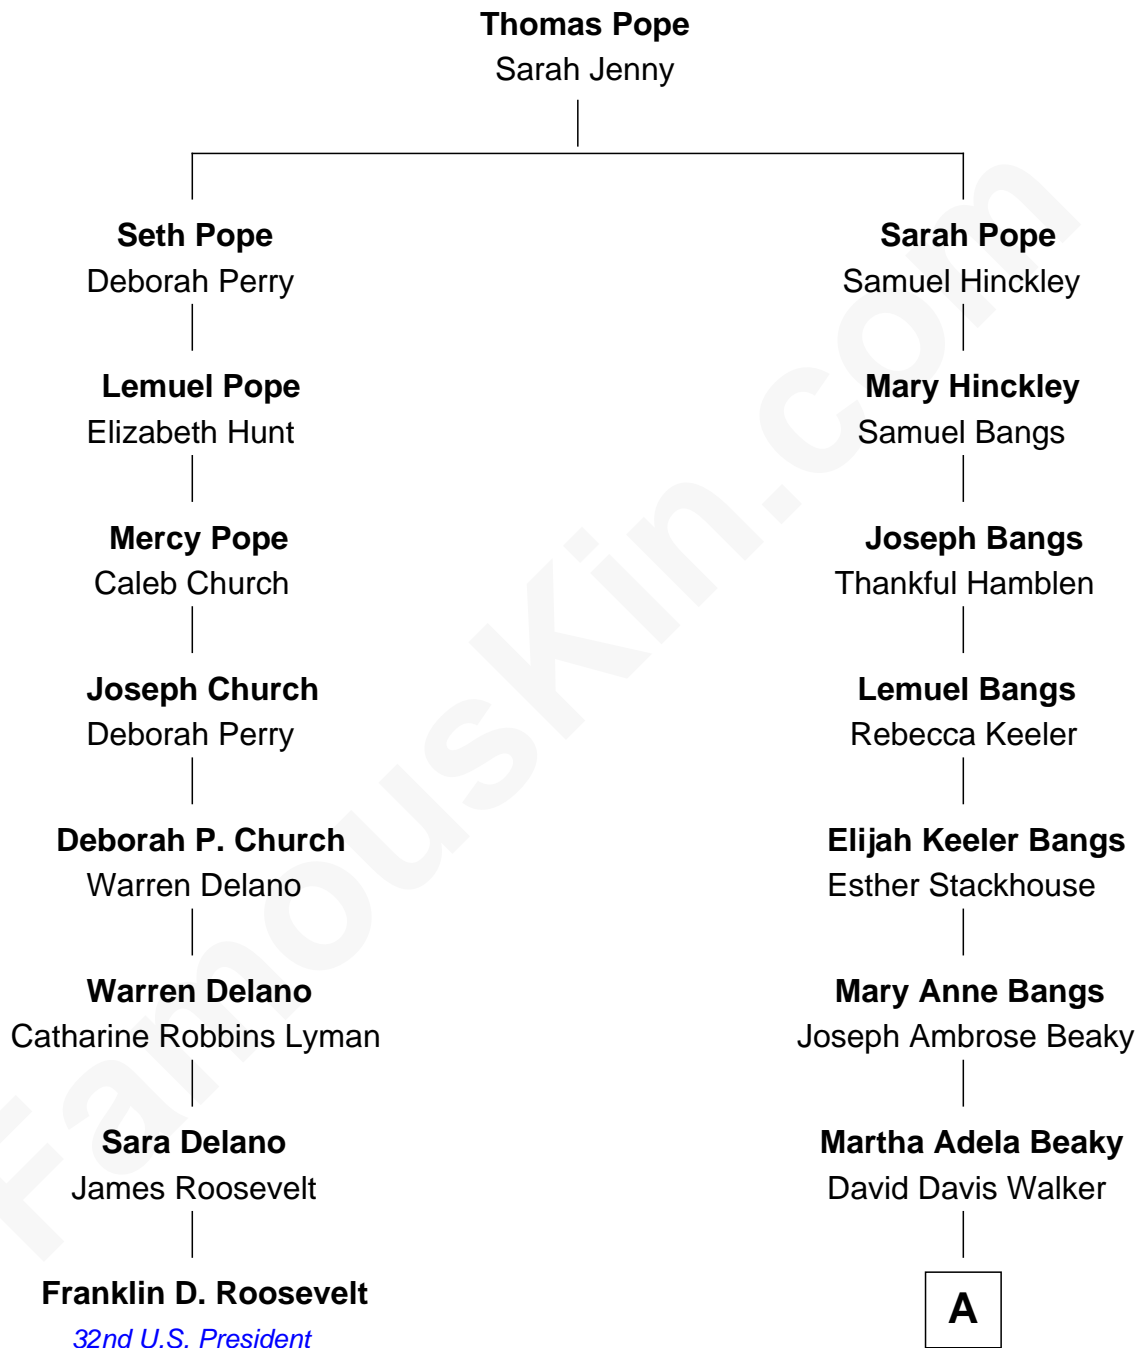 Thomas Pope
Sarah Jenny
Seth Pope
Deborah Perry
Sarah Pope
Samuel Hinckley
Lemuel Pope
Elizabeth Hunt
Mary Hinckley
Samuel Bangs
Mercy Pope
Caleb Church
Joseph Bangs
Thankful Hamblen
Joseph Church
Deborah Perry
Lemuel Bangs
Rebecca Keeler
Deborah P. Church
Warren Delano
Elijah Keeler Bangs
Esther Stackhouse
Warren Delano
Catharine Robbins Lyman
Mary Anne Bangs
Joseph Ambrose Beaky
Sara Delano
James Roosevelt
Martha Adela Beaky
David Davis Walker
Franklin D. Roosevelt
32nd U.S. President
A
FamousKin.com